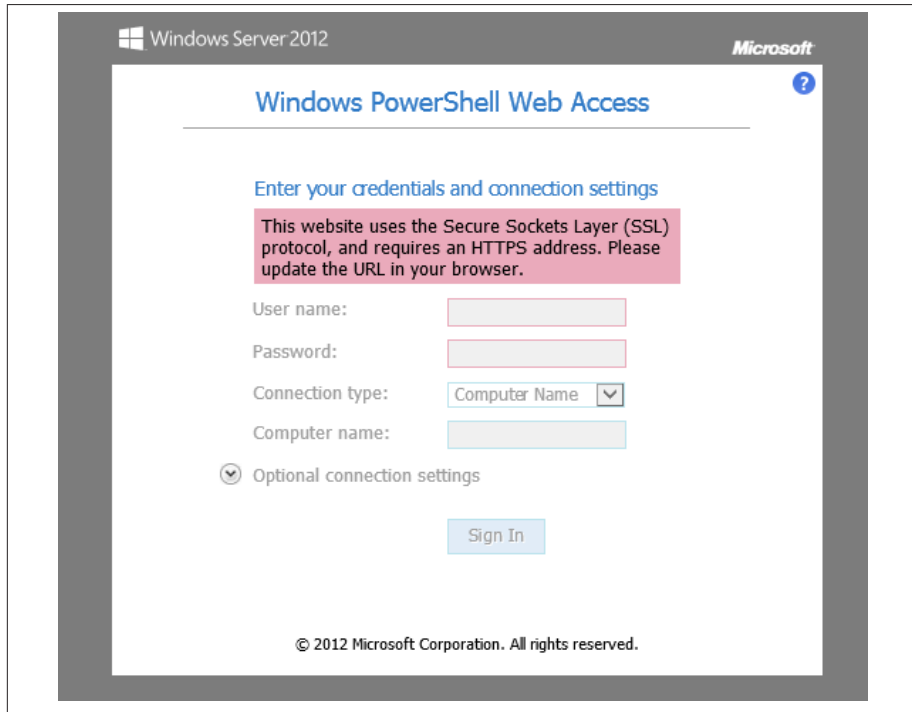 Windows Server 2012
Microsoft
?
Windows PowerShell Web Access
Enter your credentials and connection settings
This website uses the Secure Sockets Layer (SSL)
protocol, and requires an HTTPS address. Please
update the URL in your browser.
User name:
Password:
Connection type: Computer Name
Computer name:
Optional connection settings
Sign In
© 2012 Microsoft Corporation. All rights reserved.